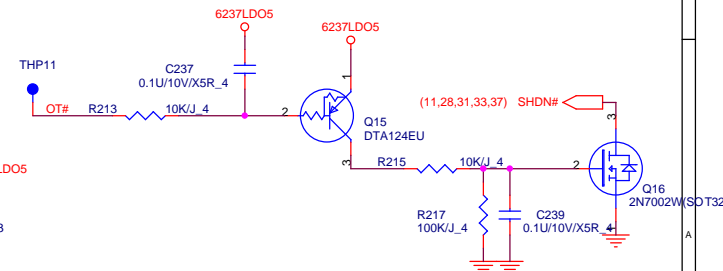 6237LDO5
6237LDO5
THP11
C237
0.1U/10V/X5R_4
1
(11,28,31,33,37) SHDN#
OT#
R213
10K/J_4
2
Q15
DTA124EU
3
3
R215
10K/J_4
2
LDO5
Q16
2N7002W(SOT32
R217
100K/J_4
C239
0.1U/10V/X5R_4
A